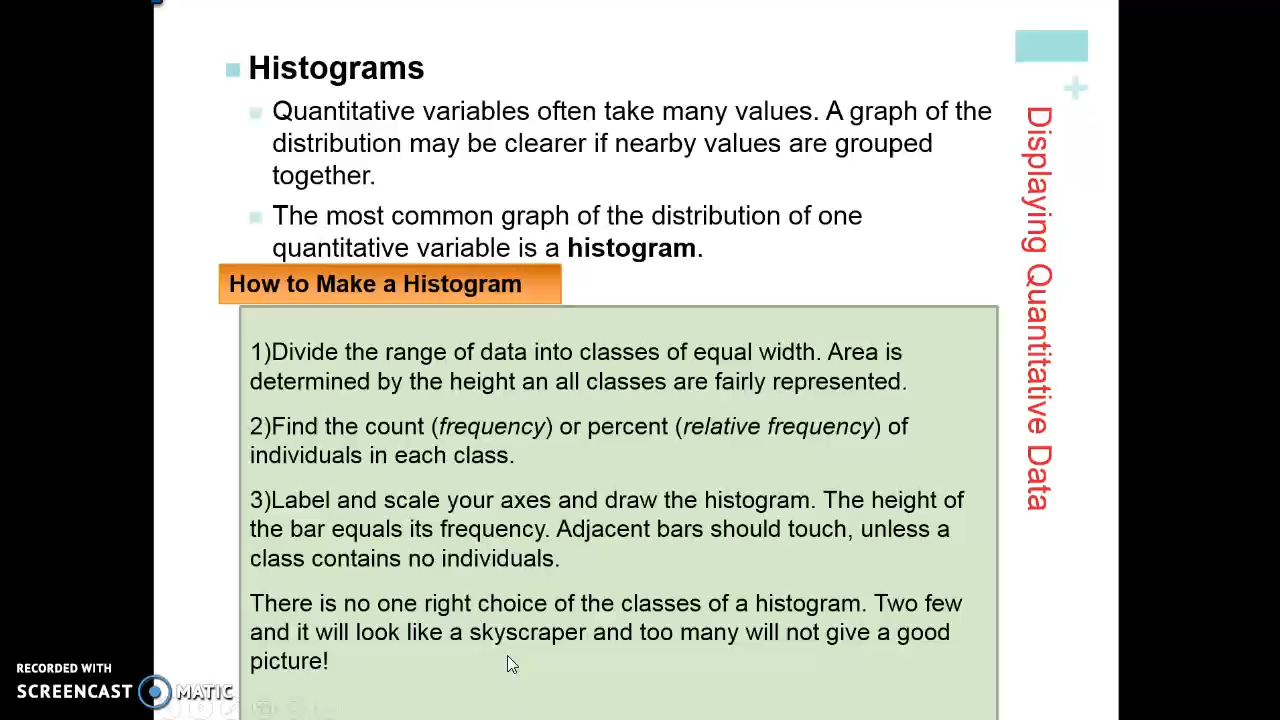 Histograms
Quantitative variables often take many values. A graph of the
distribution may be clearer if nearby values are grouped
together.
The most common graph of the distribution of one
quantitative variable is a histogram.
How to Make a Histogram
1)Divide the range of data into classes of equal width. Area is
determined by the height an all classes are fairly represented.
2)Find the count (frequency) or percent (relative frequency) of
individuals in each class.
3)Label and scale your axes and draw the histogram. The height of
the bar equals its frequency. Adjacent bars should touch, unless a
class contains no individuals.
There is no one right choice of the classes of a histogram. Two few
and it will look like a skyscraper and too many will not give a good
picture!
+
Displaying Quantitative Data
RECORDED WITH
SCREENCAST MATIC